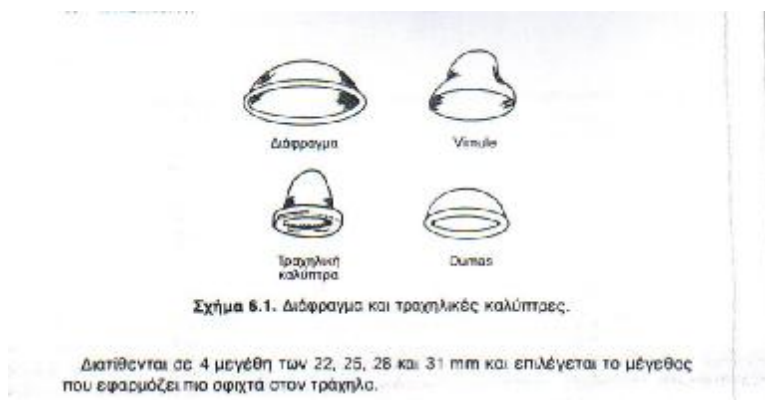 Διάφραγμα
Vimule
Τραχηλική
καλύπτρα
Dumas
Σχήμα 6.1. Διάφραγμα και τραχηλικές καλύπτρες.
Διατίθενται σε 4 μεγέθη των 22, 25, 28 και 31 mm και επιλέγεται το μέγεθος
που εφαρμόζει πιο σφιχτά στον τράχηλο.